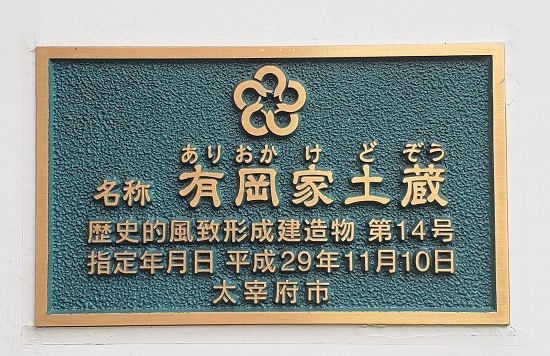 ありおかけどぞう
名称 有岡家土蔵
歴史的風致形成建造物 第14号
指定年月日 平成29年11月10日
太宰府市